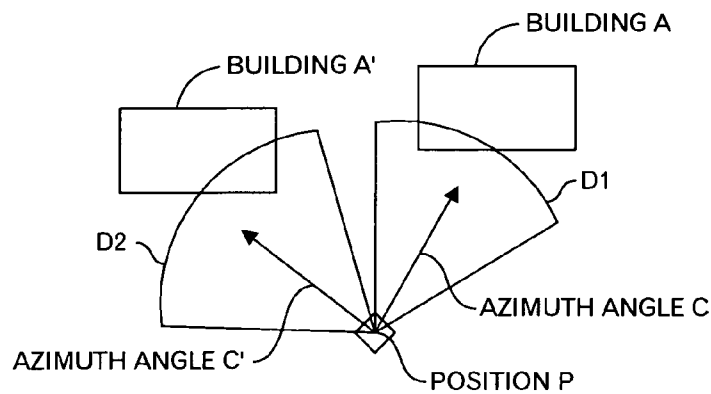 BUILDING A
BUILDING A'
D1
D2
AZIMUTH ANGLE C
AZIMUTH ANGLE C'
POSITION P